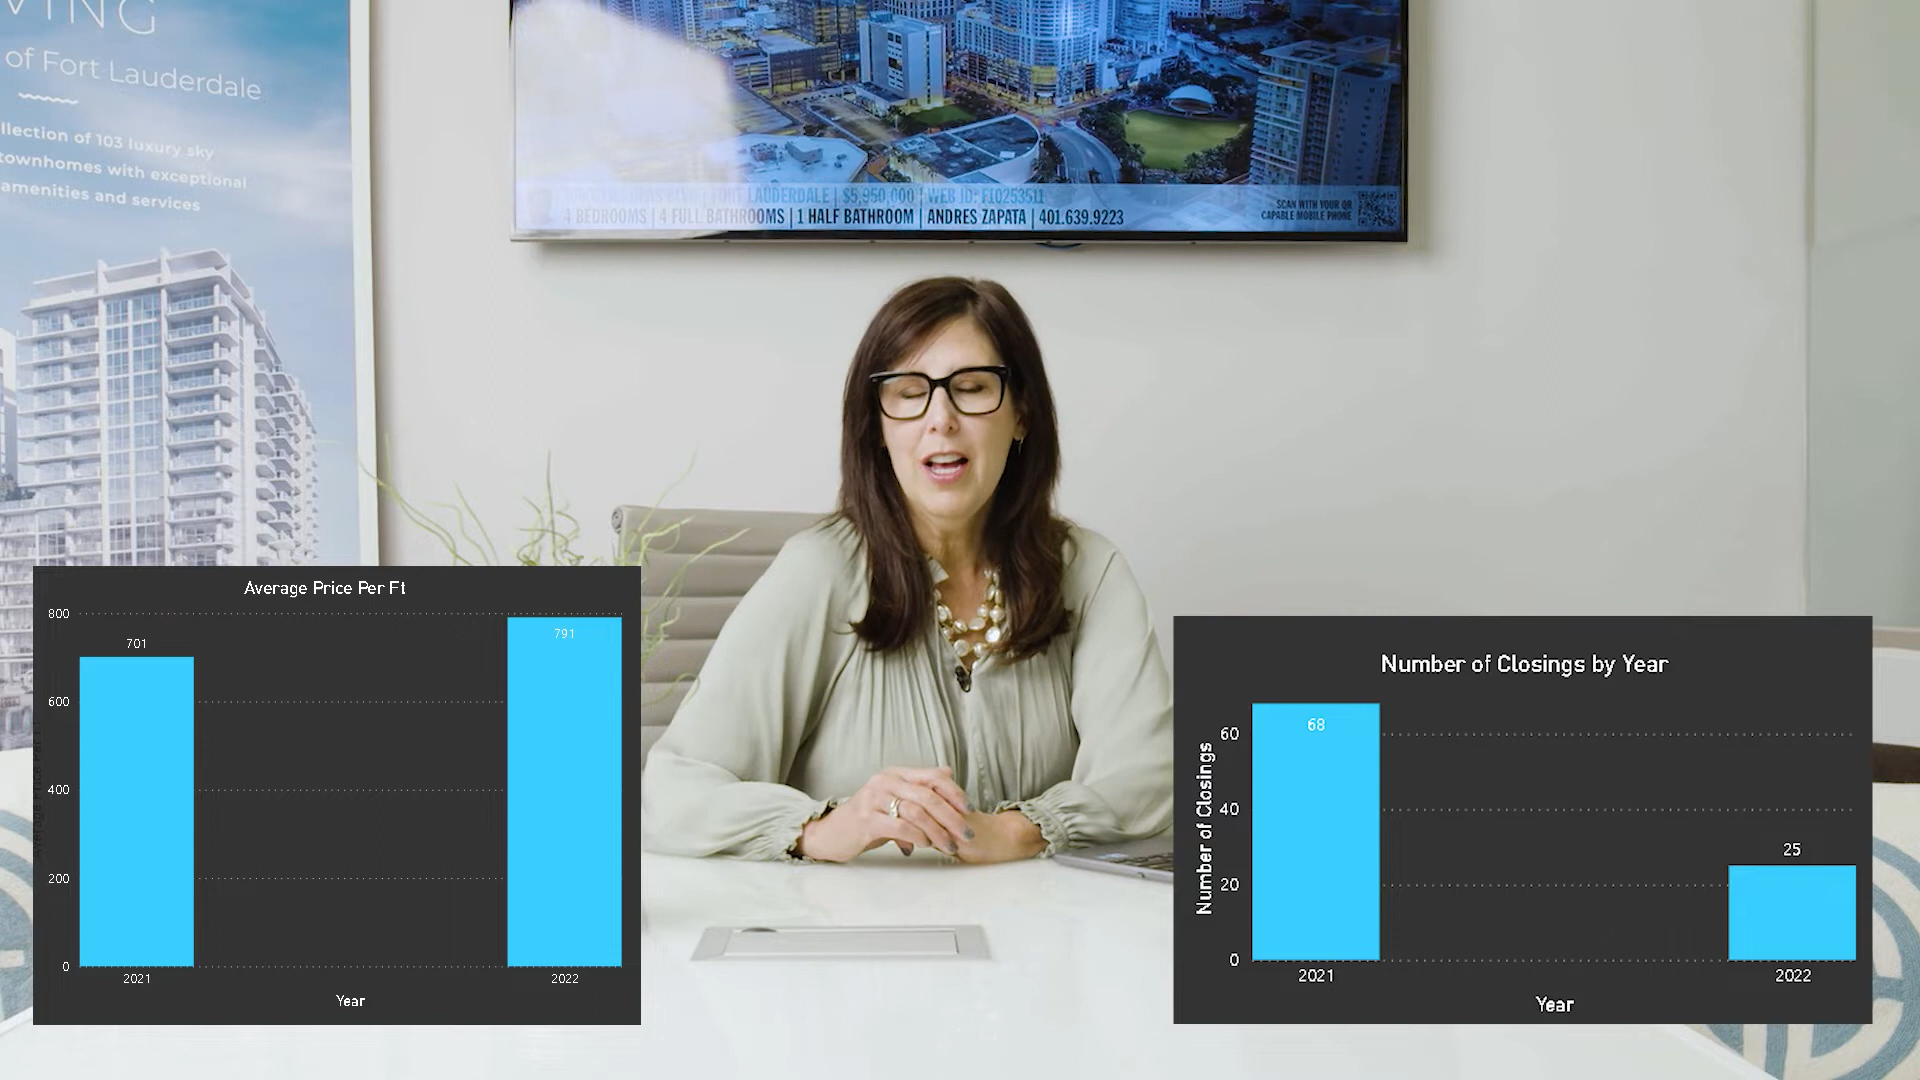 VING
of Fort Lauderdale
llection of 103 luxury sky
townhomes with exceptional
amenities and services
FORT LAUDERDALE | $5,950,000 | WEB ID: F10253511
4 BEDROOMS | 4 FULL BATHROOMS | 1 HALF BATHROOM | ANDRES ZAPATA | 401.639.9223
SCAN WITH YOUR QR
CAPABLE MOBILE PHONE
Average Price Per Ft
800
600
400
200
0
701
791
2021
2022
Year
Number of Closings by Year
Number of Closings
60
40
20
0
68
25
2021
2022
Year